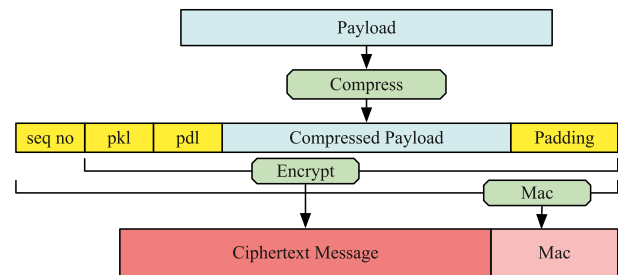 Payload
Compress
seq no pkl pdl Compressed Payload Padding
Encrypt
Mac
Ciphertext Message Mac